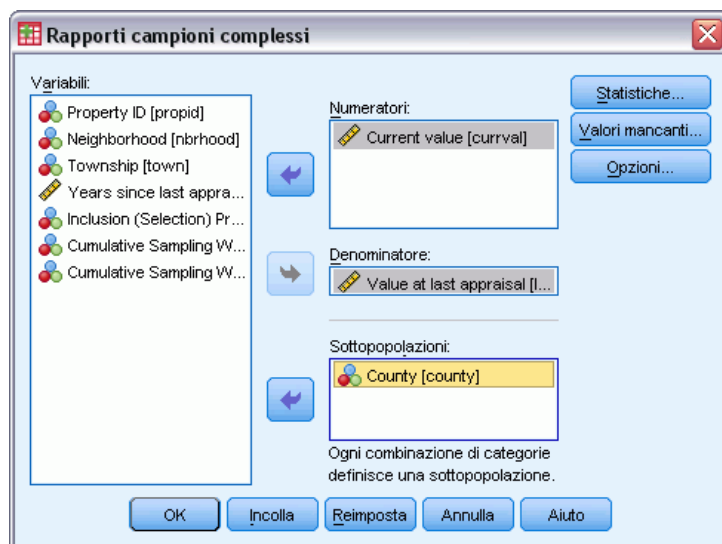 Rapporti campioni complessi
Variabili:
Property ID [propid]
Neighborhood [nbrhood]
Township [town]
Years since last appra...
Inclusion (Selection) Pr...
Cumulative Sampling W...
Cumulative Sampling W...
Numeratori:
Current value [currval]
Denominatore:
Value at last appraisal [l...
Sottopopolazioni:
County [county]
Ogni combinazione di categorie
definisce una sottopopolazione.
Statistiche...
Valori mancanti...
Opzioni...
OK
Incolla
Reimposta
Annulla
Aiuto